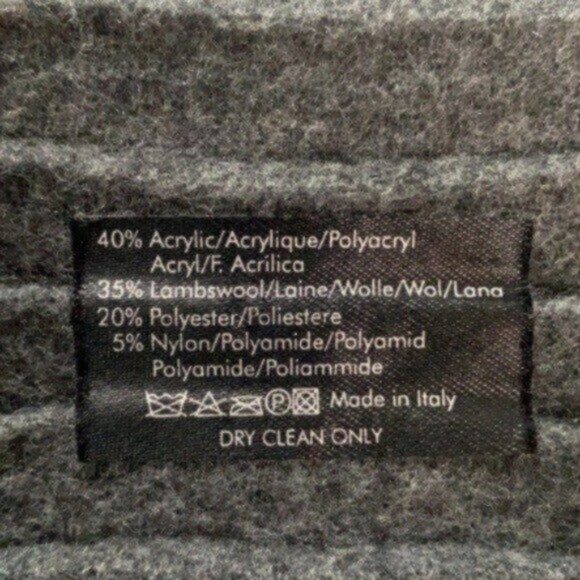 40% Acrylic/Acrylique/Polyacryl
Acryl/F. Acrilica
35% Lambswool/Laine/Wolle/Wol/Lana
20% Polyester/Poliestere
5% Nylon/Polyamide/Polyamid
Polyamide/Poliammide
P Made in Italy
DRY CLEAN ONLY